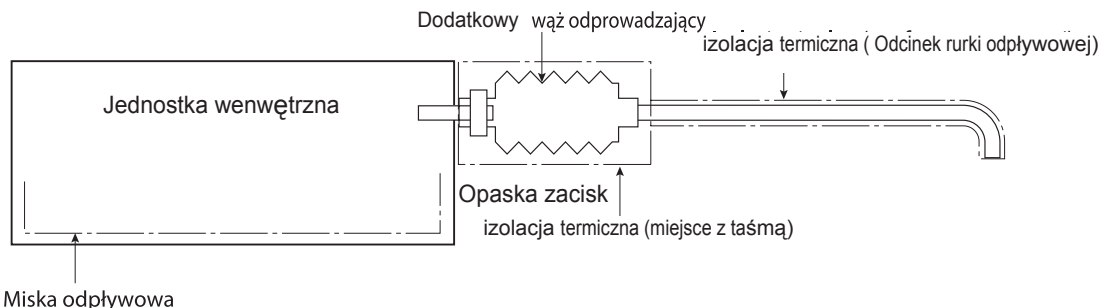 Dodatkowy wąż odprowadzający
izolacja termiczna ( Odcinek rurki odpływowej)
Jednostka wenwętrzna
Opaska zacisk
izolacja termiczna (miejsce z taśmą)
Miska odpływowa